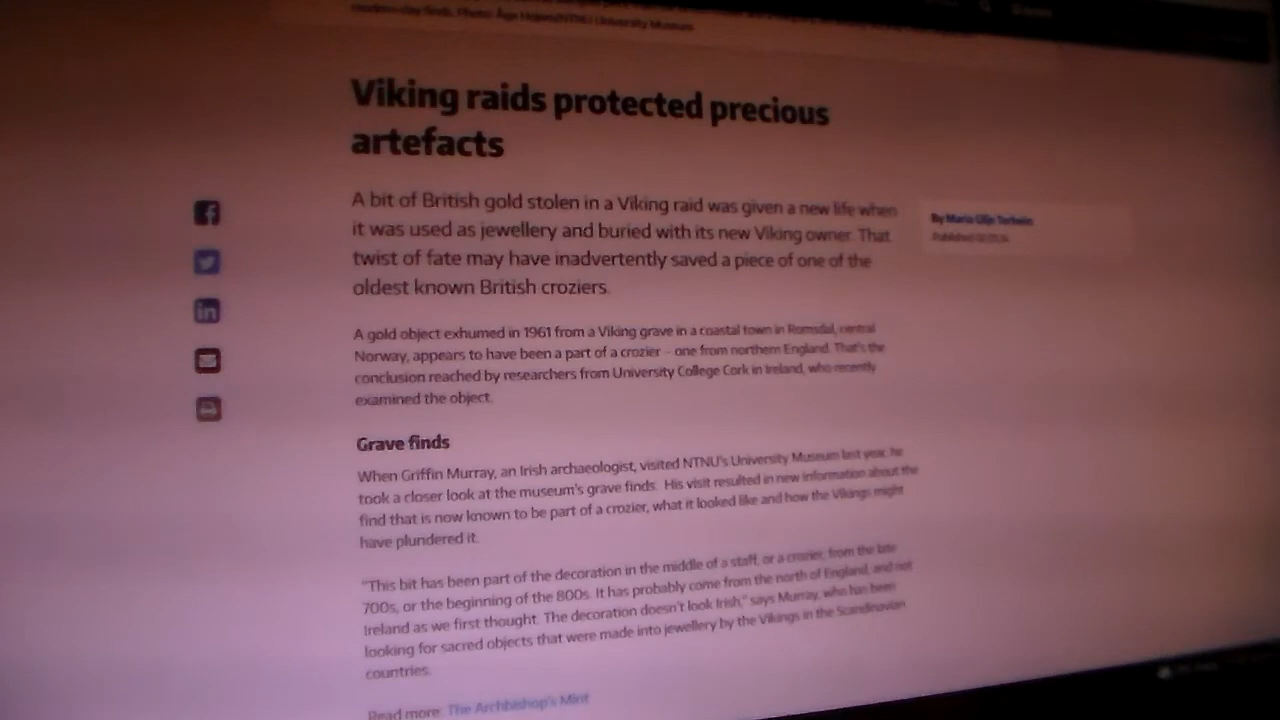 University Museum
Viking raids protected precious
artefacts
A bit of British gold stolen in a Viking raid was given a new life when
it was used as jewellery and buried with its new Viking owner. That
twist of fate may have inadvertently saved a piece of one of the
oldest known British croziers.
By Maria
A gold object exhumed in 1961 from a Viking grave in a coastal town in Romsdal, central
Norway, appears to have been a part of a crozier – one from northern England. That's the
conclusion reached by researchers from University College Cork in Ireland, who recently
examined the object.
Grave finds
When Griffin Murray, an Irish archaeologist, visited NTNU's University Museum last year, he
took a closer look at the museum's grave finds. His visit resulted in new information about the
find that is now known to be part of a crozier, what it looked like and how the Vikings might
have plundered it.
"This bit has been part of the decoration in the middle of a staff, or a crozier, from the late
700s, or the beginning of the 800s. It has probably come from the north of England, and not
Ireland as we first thought. The decoration doesn't look Irish," says Murray, who has been
looking for sacred objects that were made into jewellery by the Vikings in the Scandinavian
countries.
Read more: The Archbishop's Mint